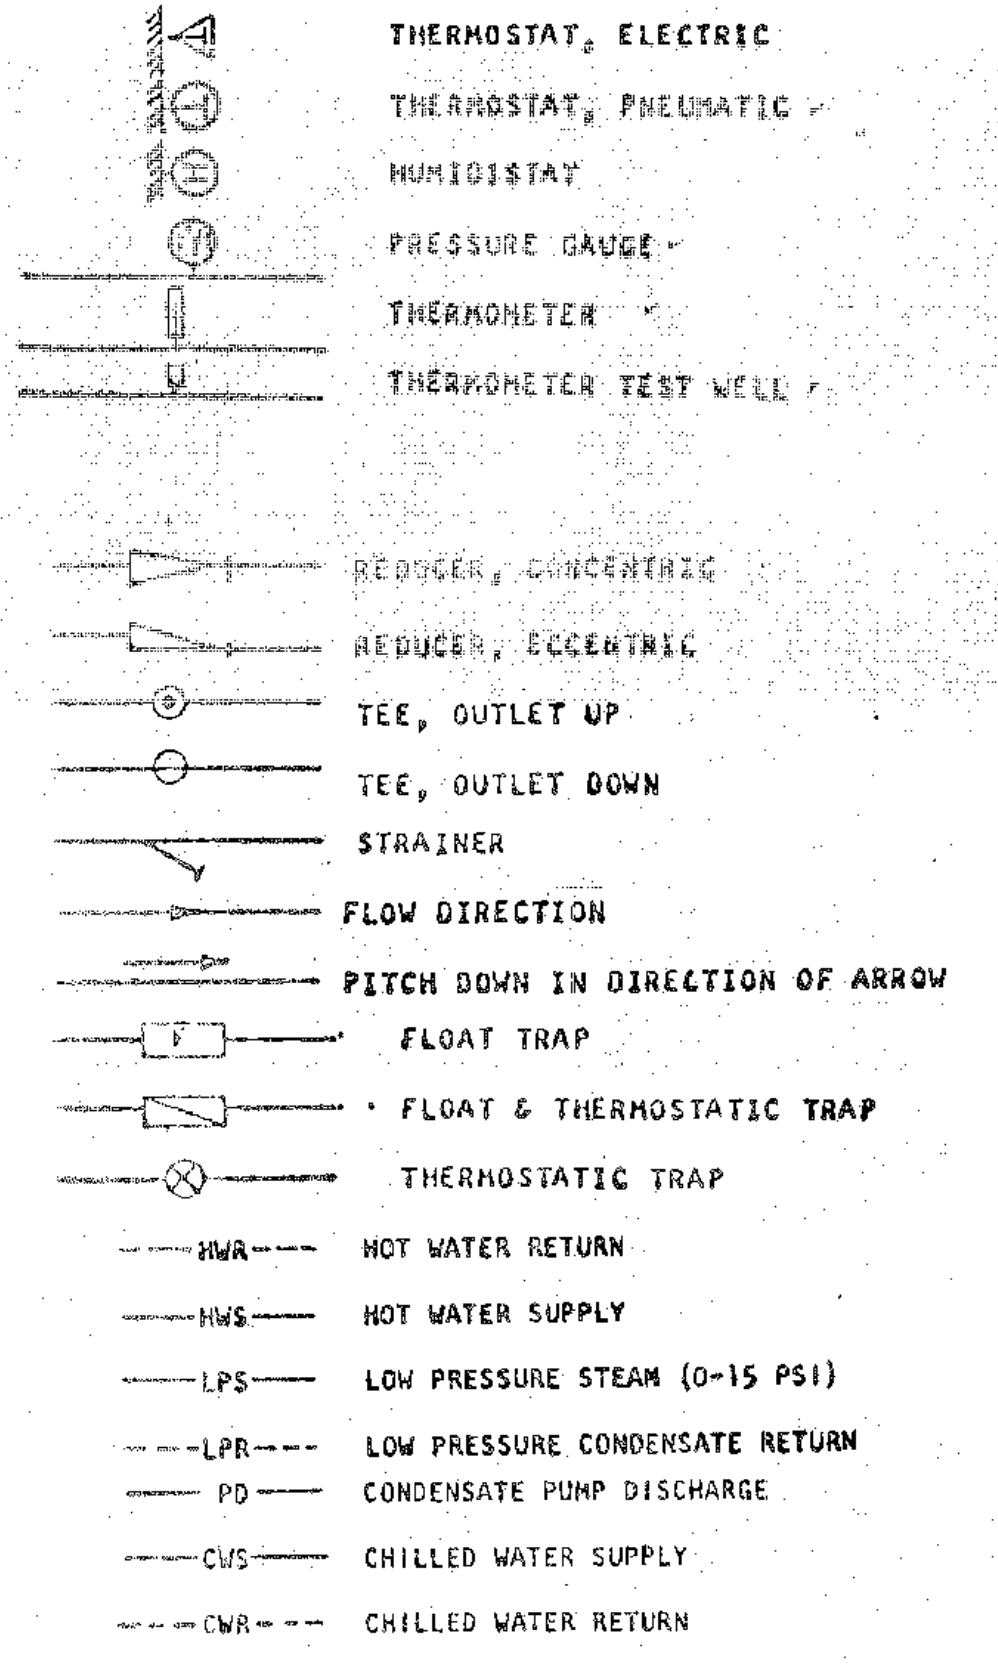 T THERMOSTAT, ELECTRIC
T THERMOSTAT, PNEUMATIC
H HUMIDISTAT
PRESSURE GAUGE
THERMOMETER
THERMOMETER TEST WELL
REDUCER, CONCENTRIC
REDUCER, ECCENTRIC
TEE, OUTLET UP
TEE, OUTLET DOWN
STRAINER
FLOW DIRECTION
PITCH DOWN IN DIRECTION OF ARROW
F FLOAT TRAP
FLOAT & THERMOSTATIC TRAP
THERMOSTATIC TRAP
HWR HOT WATER RETURN
HWS HOT WATER SUPPLY
LPS LOW PRESSURE STEAM (0-15 PSI)
LPR LOW PRESSURE CONDENSATE RETURN
PD CONDENSATE PUMP DISCHARGE
CWS CHILLED WATER SUPPLY
CWR CHILLED WATER RETURN